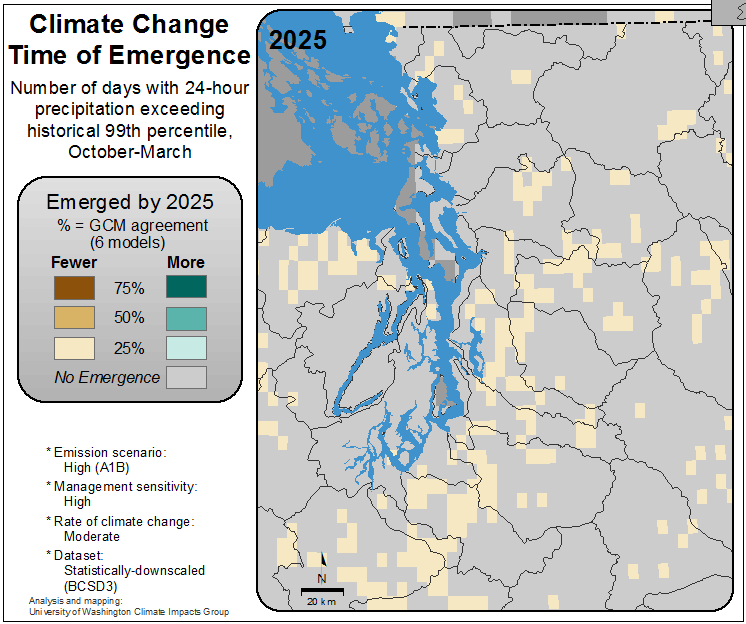 Climate Change
Time of Emergence
Number of days with 24-hour
precipitation exceeding
historical 99th percentile,
October-March
Emerged by 2025
% = GCM agreement
(6 models)
Fewer More
75%
50%
25%
No Emergence
* Emission scenario:
High (A1B)
* Management sensitivity:
High
* Rate of climate change:
Moderate
* Dataset:
Statistically-downscaled
(BCSD3)
Analysis and mapping:
University of Washington Climate Impacts Group
2025
N
20 km